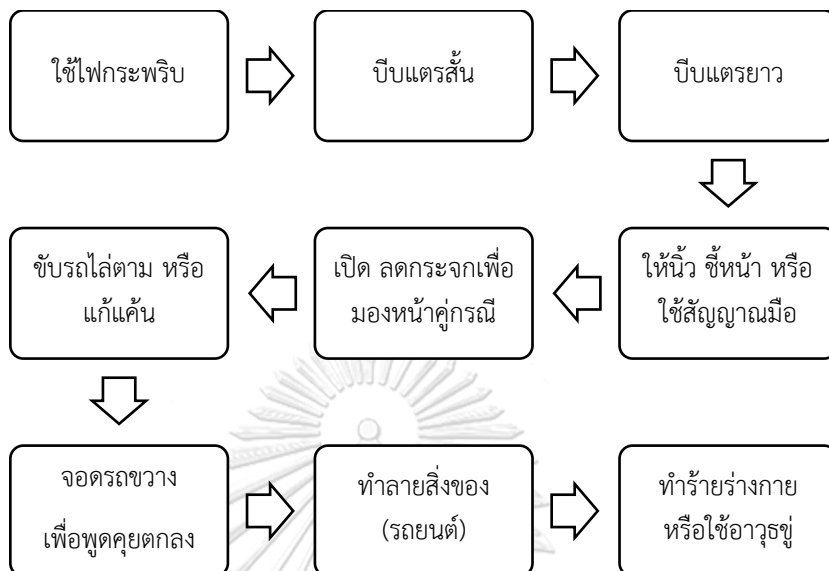 ใช้ไฟกระพริบ
บีบแตรสั้น
บีบแตรยาว
ให้นิ้ว ชี้หน้า หรือ
ใช้สัญญาณมือ
เปิด ลดกระจกเพื่อ
มองหน้าคู่กรณี
ขับรถไล่ตาม หรือ
แก้แค้น
จอดรถขวาง
เพื่อพูดคุยตกลง
ทำลายสิ่งของ
(รถยนต์)
ทำร้ายร่างกาย
หรือใช้อาวุธขู่